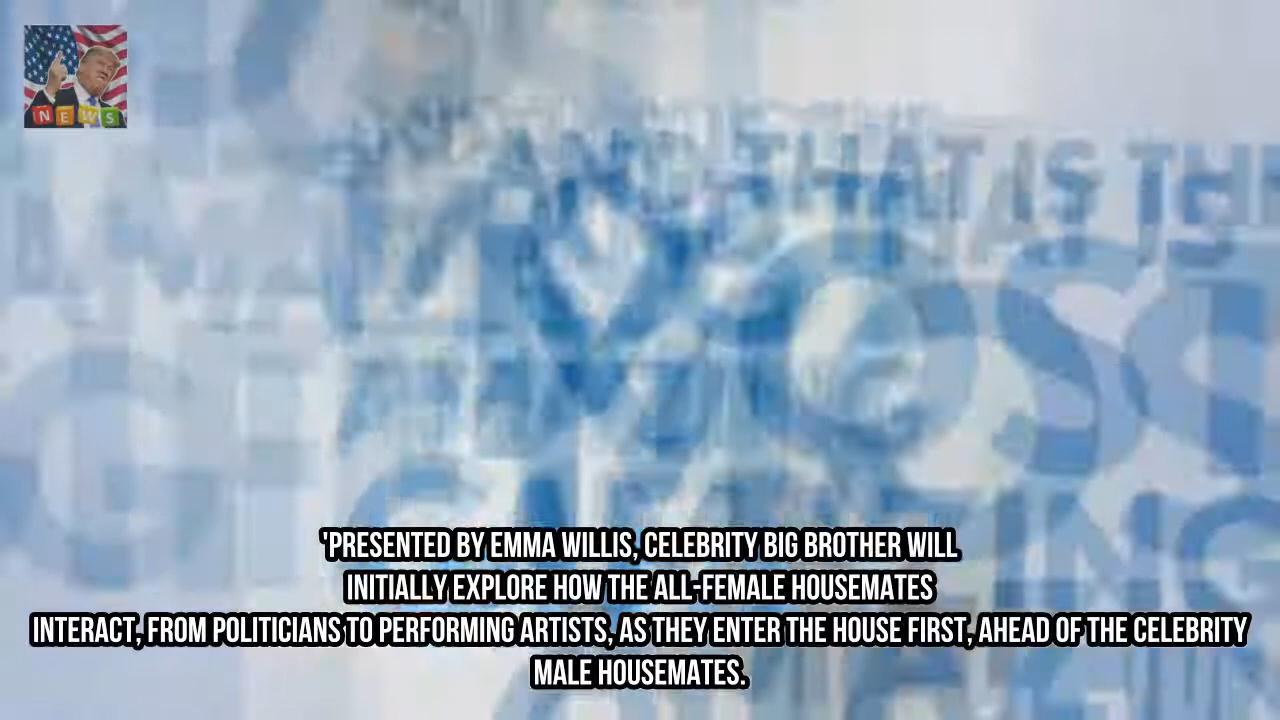 NEWS
AND THAT IS THE
'PRESENTED BY EMMA WILLIS, CELEBRITY BIG BROTHER WILL
INITIALLY EXPLORE HOW THE ALL-FEMALE HOUSEMATES
INTERACT, FROM POLITICIANS TO PERFORMING ARTISTS, AS THEY ENTER THE HOUSE FIRST, AHEAD OF THE CELEBRITY
MALE HOUSEMATES.